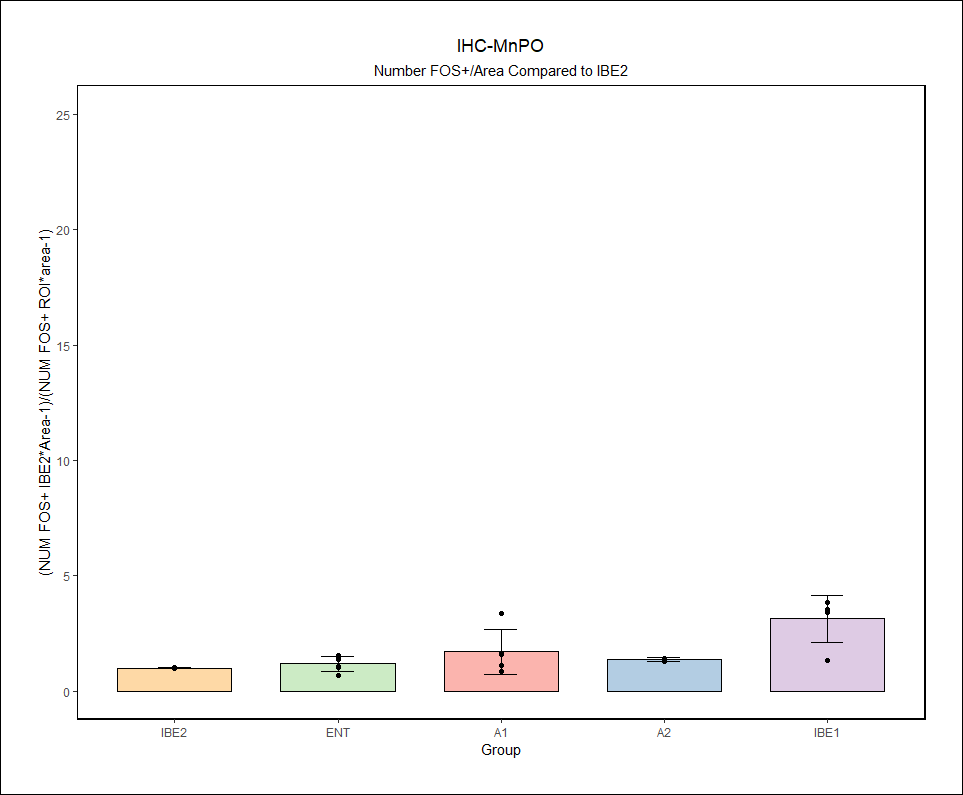 IHC-MnPO
Number FOS+/Area Compared to IBE2
(NUM FOS+ IBE2*Area-1)/(NUM FOS+ ROI*area-1)
25
20
15
10
5
0
IBE2 ENT A1 A2 IBE1
Group